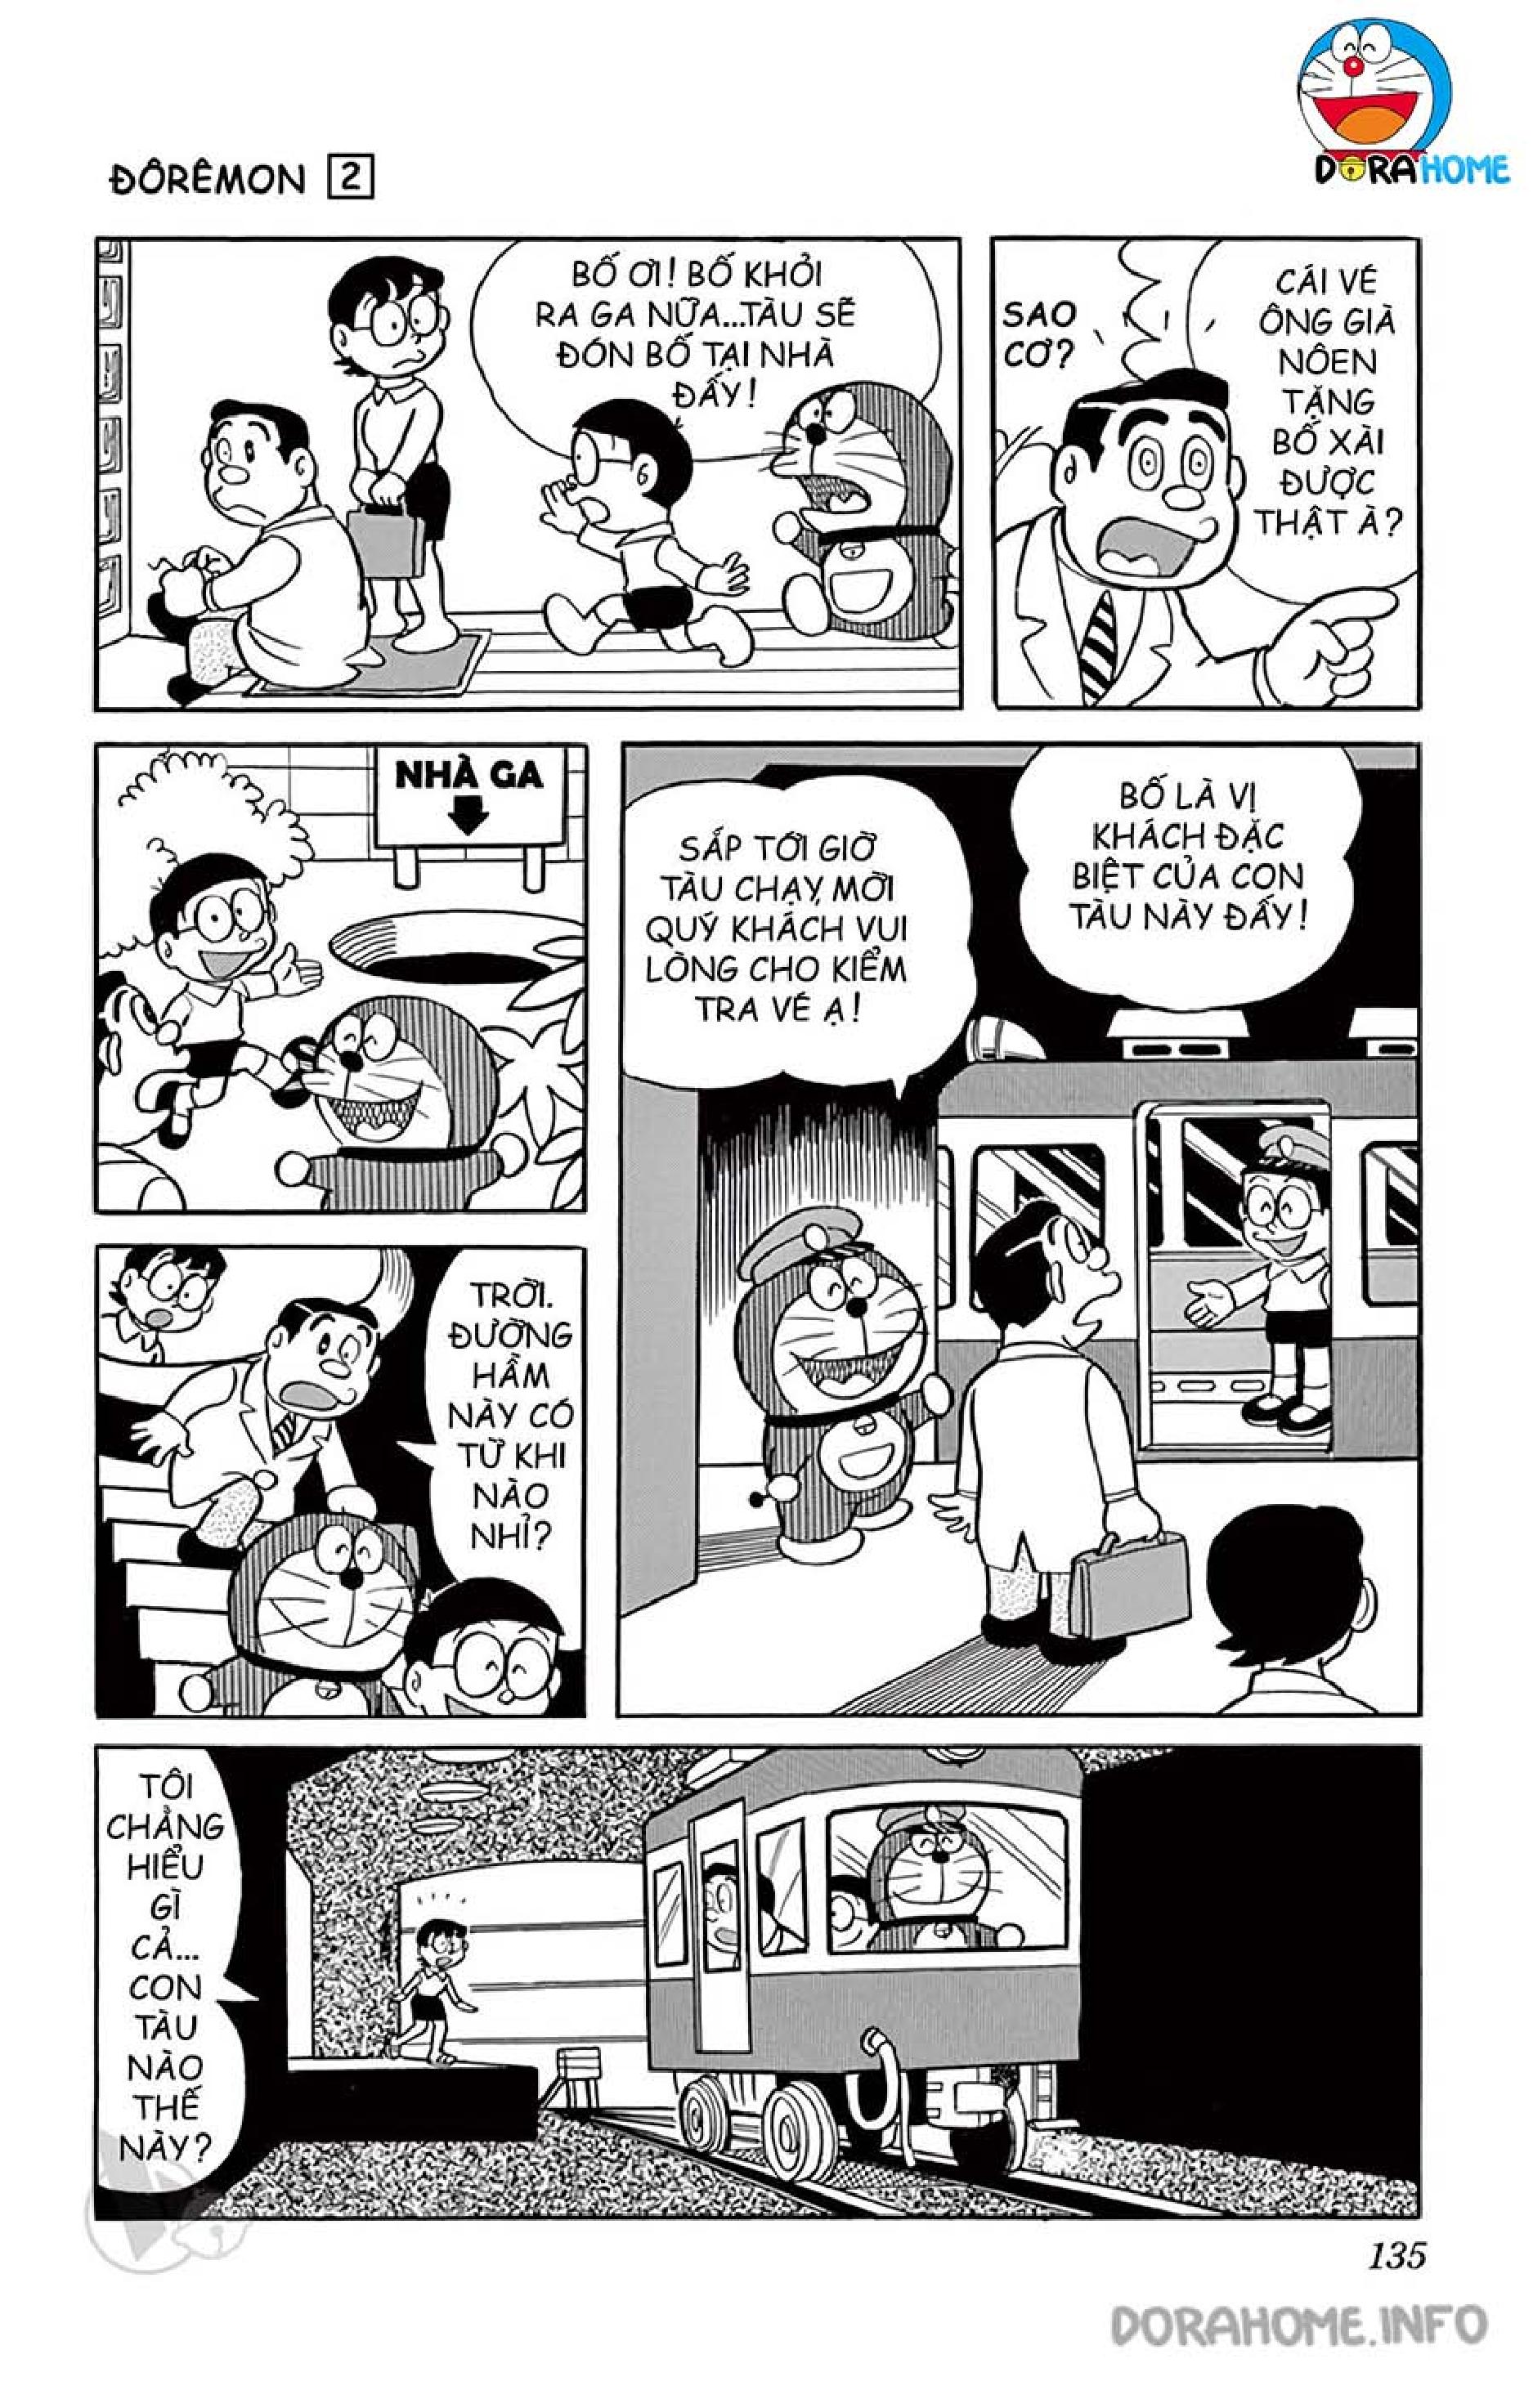 DORAHOME
ĐÔRÊMON 2
BỐ ƠI! BỐ KHỎI
RA GA NỮA...TÀU SẼ
ĐÓN BỐ TẠI NHÀ
ĐẤY!
SAO
CƠ?
CÁI VÉ
ÔNG GIÀ
NÔEN
TẶNG
BỐ XÀI
ĐƯỢC
THẬT À?
NHÀ GA
SẮP TỚI GIỜ
TÀU CHẠY, MỜI
QUÝ KHÁCH VUI
LÒNG CHO KIỂM
TRA VÉ Ạ!
BỐ LÀ VỊ
KHÁCH ĐẶC
BIỆT CỦA CON
TÀU NÀY ĐẤY!
TRỜI.
ĐƯỜNG
HẦM
NÀY CÓ
TỪ KHI
NÀO
NHỈ?
TÔI
CHẲNG
HIỂU
GÌ
CẢ...
CON
TÀU
NÀO
THẾ
NÀY?
135
DORAHOME.INFO